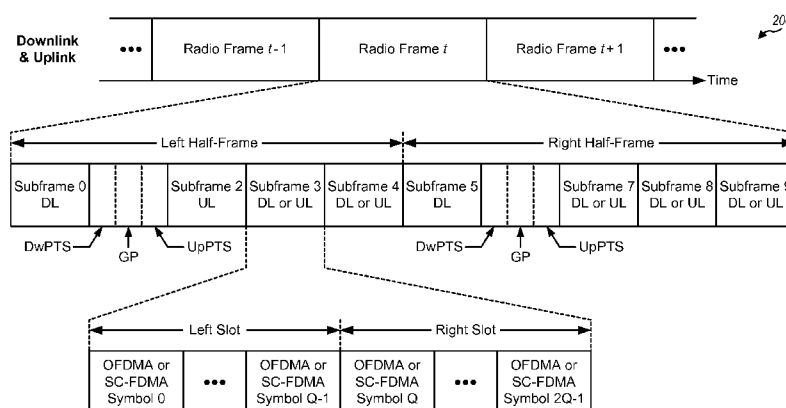 20
Downlink
& Uplink
••• Radio Frame t-1 Radio Frame t Radio Frame t+1 •••
Time
Left Half-Frame Right Half-Frame
Subframe 0 Subframe 2 Subframe 3 Subframe 4 Subframe 5 Subframe 7 Subframe 8 Subframe 9
DL UL DL or UL DL or UL DL DL or UL DL or UL DL or UL
DwPTS GP UpPTS DwPTS GP UpPTS
Left Slot Right Slot
OFDMA or OFDMA or OFDMA or OFDMA or
SC-FDMA ••• SC-FDMA SC-FDMA ••• SC-FDMA
Symbol 0 Symbol Q-1 Symbol Q Symbol 2Q-1